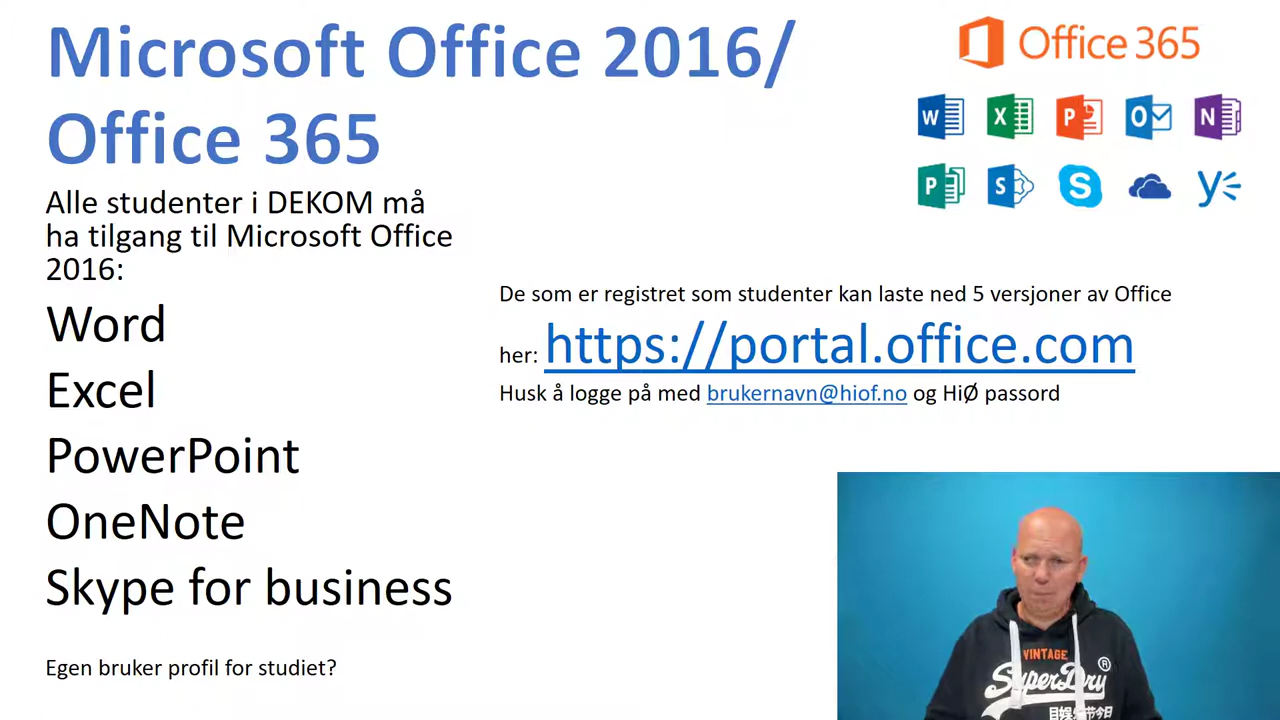 Microsoft Office 2016/
Office 365
Office 365
W
X
P
O
N
P
S
S
y
Alle studenter i DEKOM må
ha tilgang til Microsoft Office
2016:
Word
Excel
PowerPoint
OneNote
Skype for business
Egen bruker profil for studiet?
De som er registret som studenter kan laste ned 5 versjoner av Office
her: https://portal.office.com
Husk å logge på med brukernavn@hiof.no og HiØ passord
VINTAGE
SuperDry
®